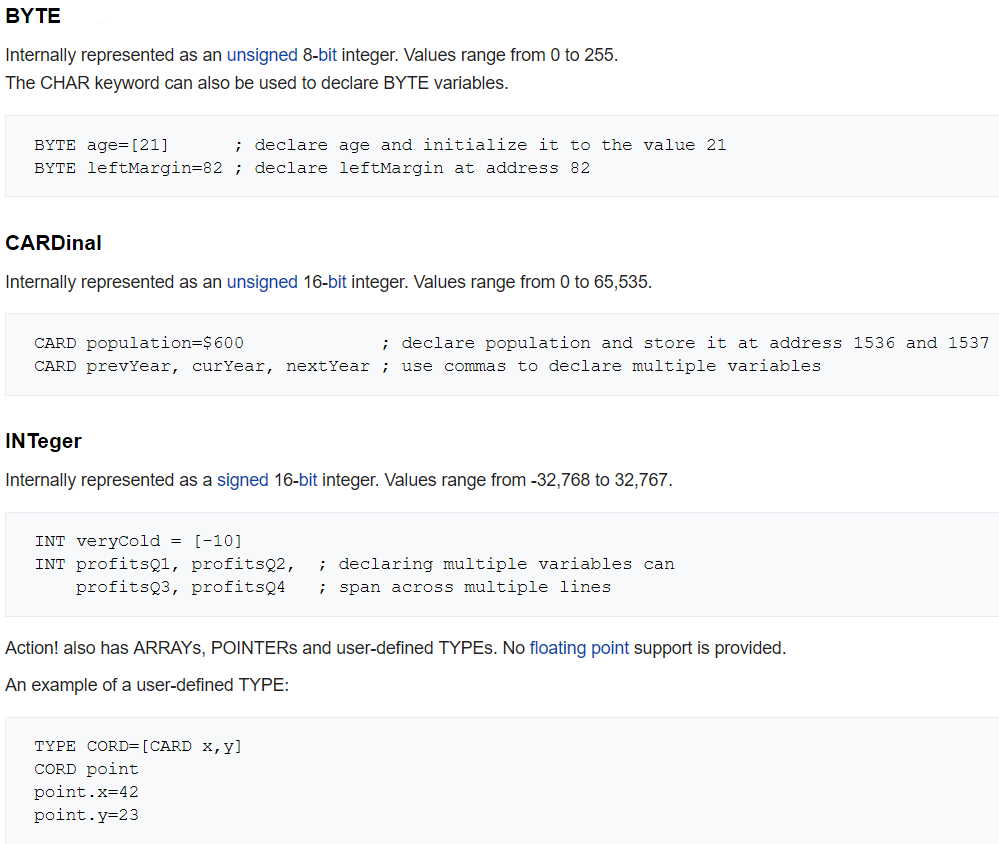 BYTE
Internally represented as an unsigned 8-bit integer. Values range from 0 to 255.
The CHAR keyword can also be used to declare BYTE variables.
BYTE age=[21]      ; declare age and initialize it to the value 21
BYTE leftMargin=82 ; declare leftMargin at address 82
CARDinal
Internally represented as an unsigned 16-bit integer. Values range from 0 to 65,535.
CARD population=$600             ; declare population and store it at address 1536 and 1537
CARD prevYear, curYear, nextYear ; use commas to declare multiple variables
INTeger
Internally represented as a signed 16-bit integer. Values range from -32,768 to 32,767.
INT veryCold = [-10]
INT profitsQ1, profitsQ2,  ; declaring multiple variables can
    profitsQ3, profitsQ4   ; span across multiple lines
Action! also has ARRAYs, POINTERs and user-defined TYPEs. No floating point support is provided.
An example of a user-defined TYPE:
TYPE CORD=[CARD x,y]
CORD point
point.x=42
point.y=23